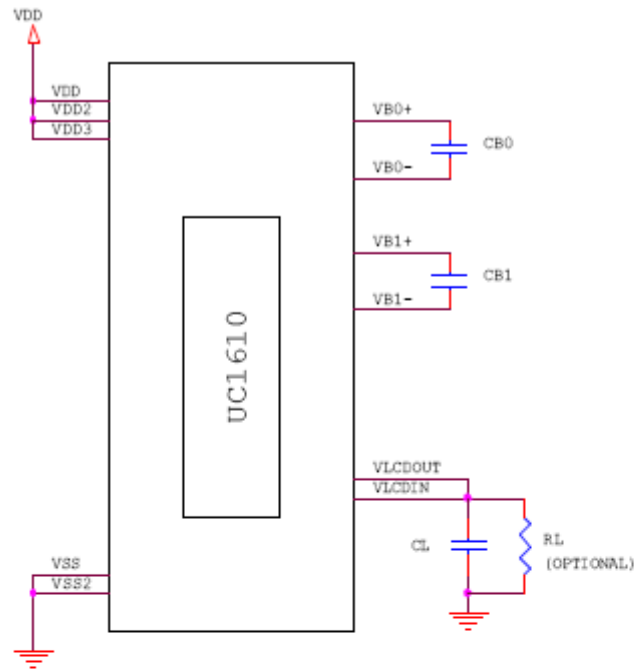 VDD
VDD
VDD2
VDD3
VB0+
CB0
VB0-
VB1+
CB1
VB1-
UC1610
VLCDOUT
VLCDIN
CL
RL
(OPTIONAL)
VSS
VSS2